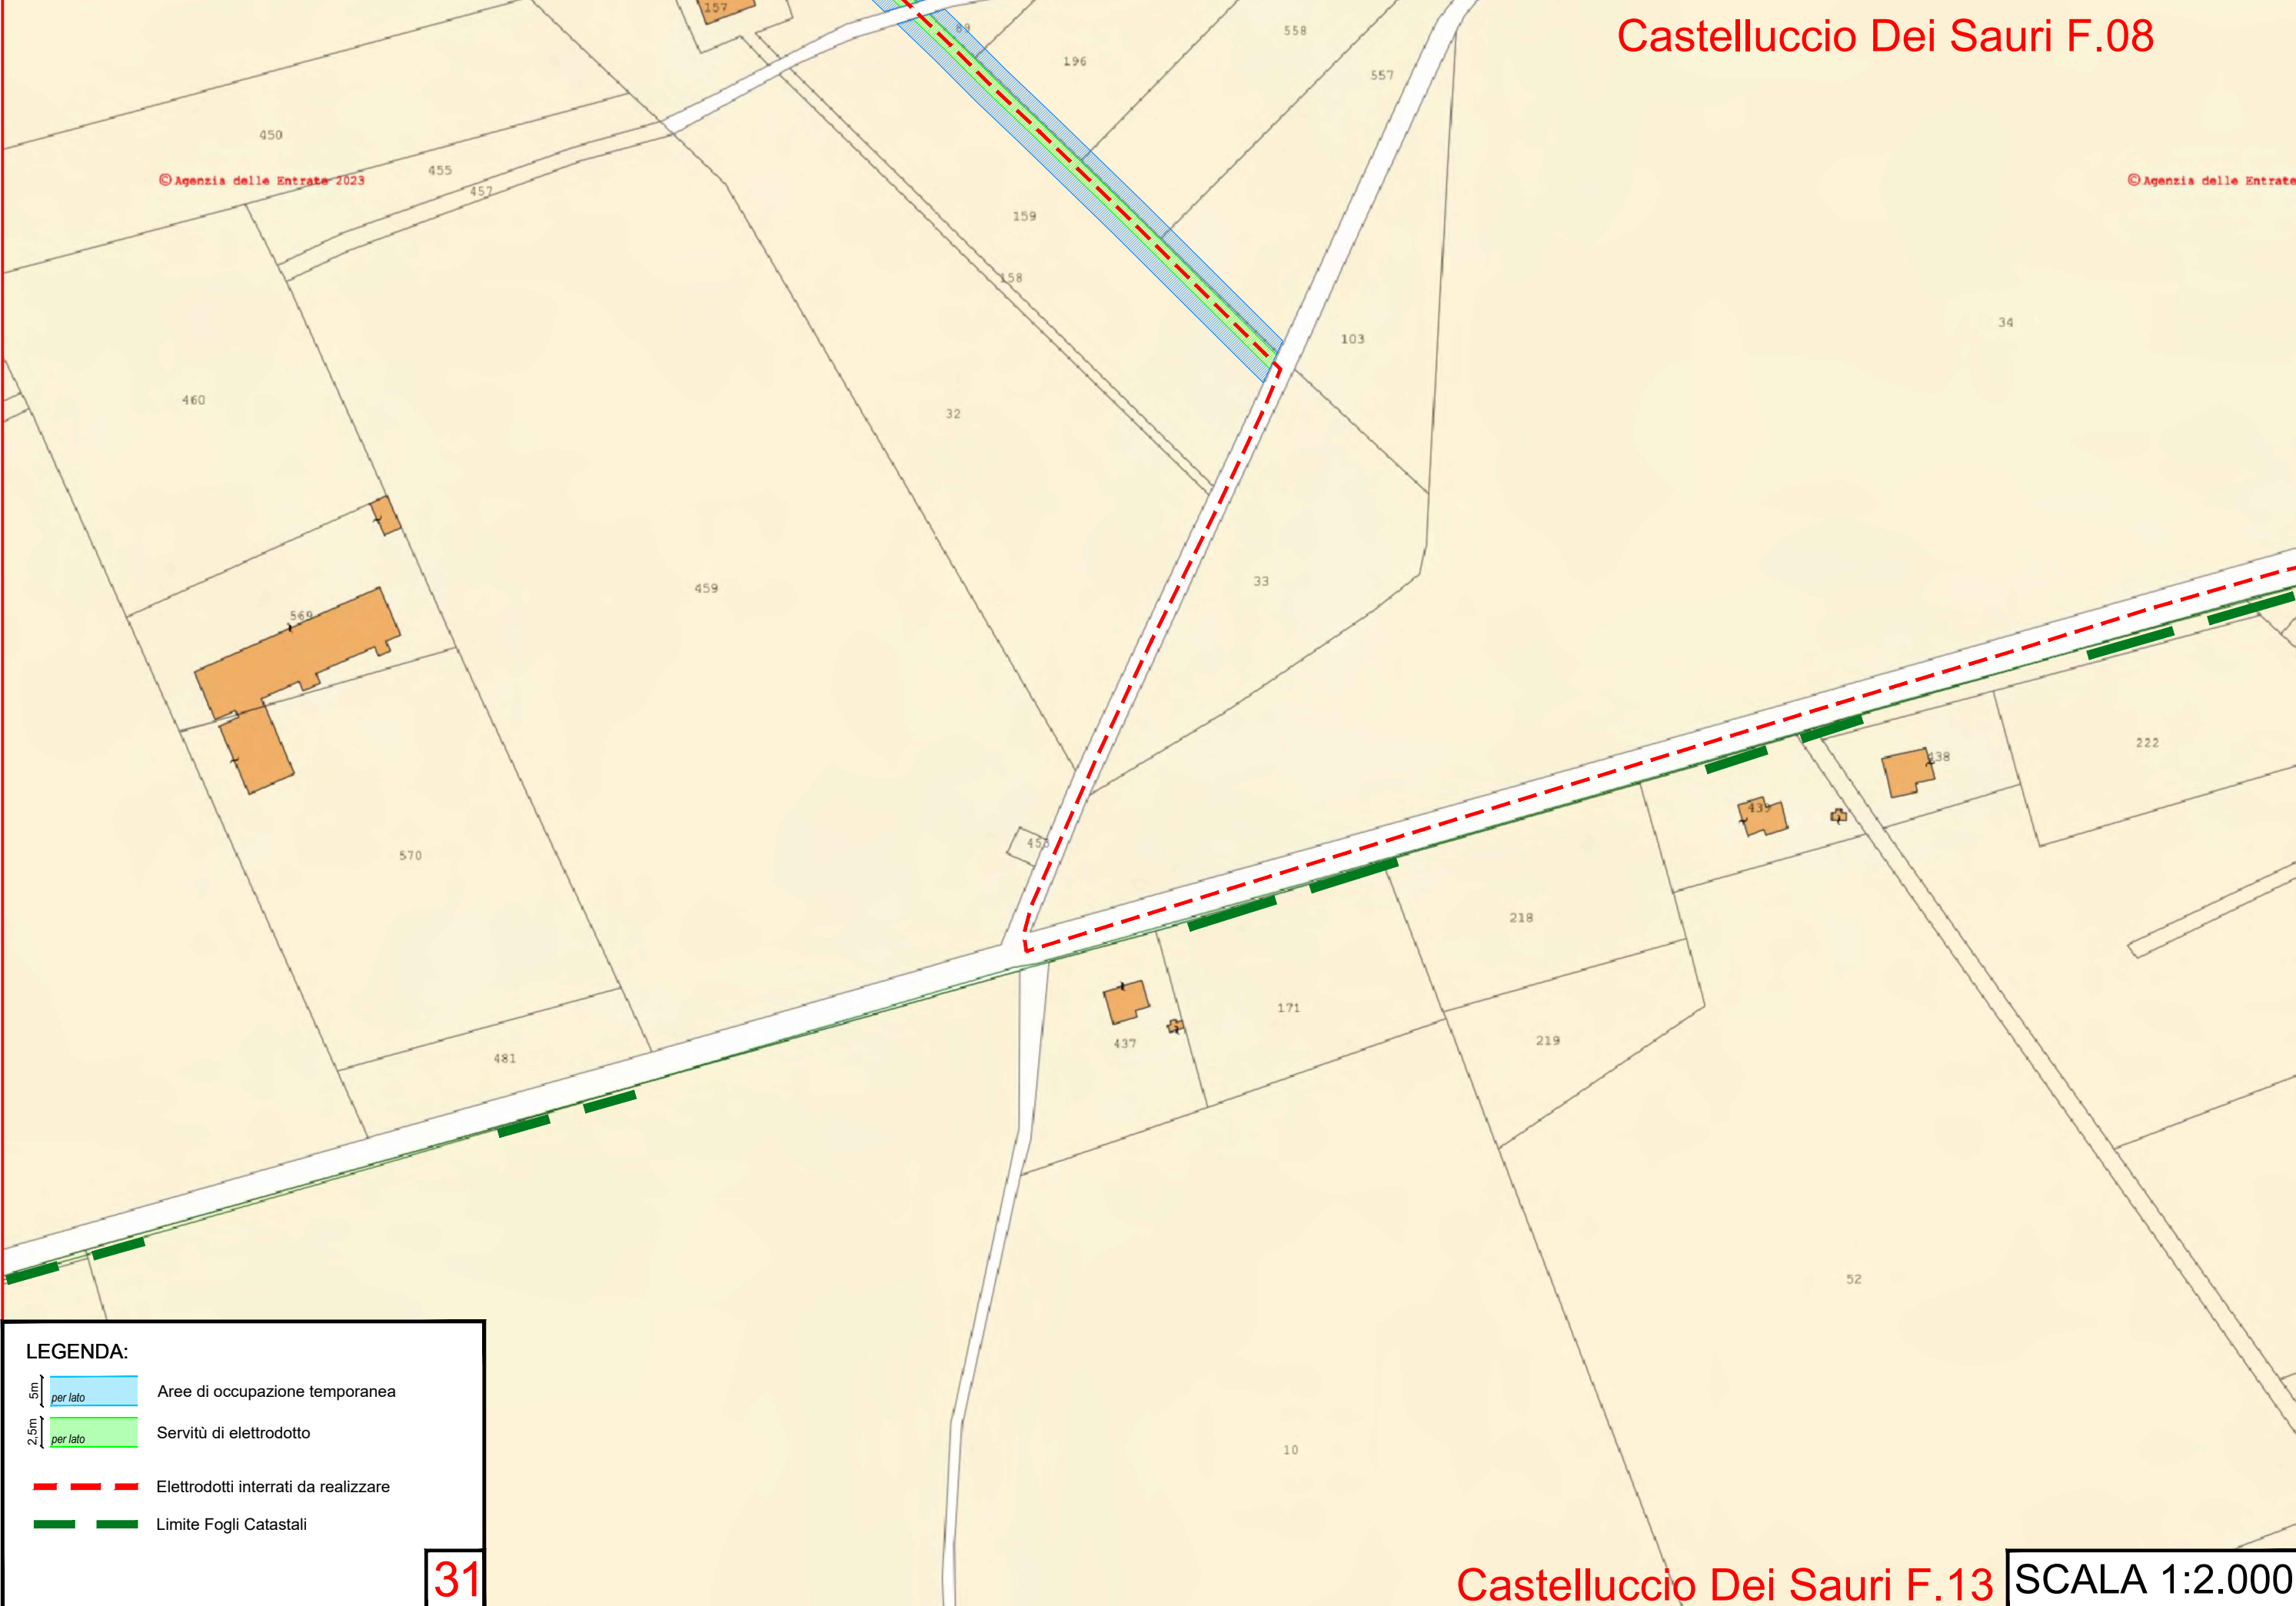 157
Castelluccio Dei Sauri F.08
89
558
196
557
450
455
© Agenzia delle Entrate 2023
© Agenzia delle Entrate
457
159
158
34
103
460
32
459
33
569
222
438
439
453
570
218
171
219
437
481
52
10
LEGENDA:
5m
per lato
Aree di occupazione temporanea
2,5m
per lato
Servitù di elettrodotto
Elettrodotti interrati da realizzare
Limite Fogli Catastali
31
Castelluccio Dei Sauri F.13
SCALA 1:2.000